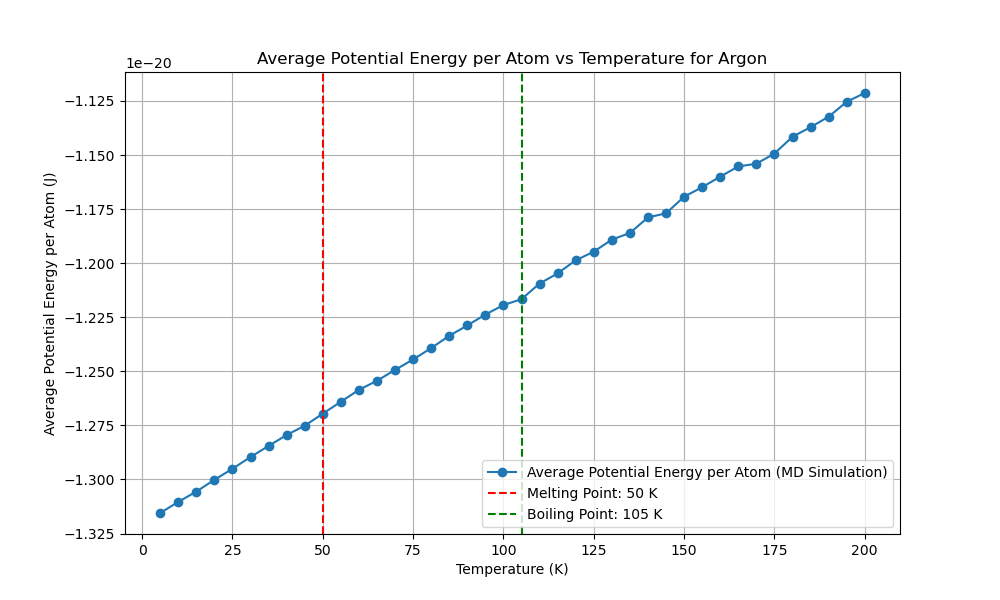 Average Potential Energy per Atom vs Temperature for Argon
1e−20
−1.125
−1.150
−1.175
−1.200
−1.225
−1.250
−1.275
−1.300
−1.325
Average Potential Energy per Atom (J)
Average Potential Energy per Atom (MD Simulation)
Melting Point: 50 K
Boiling Point: 105 K
0 25 50 75 100 125 150 175 200
Temperature (K)